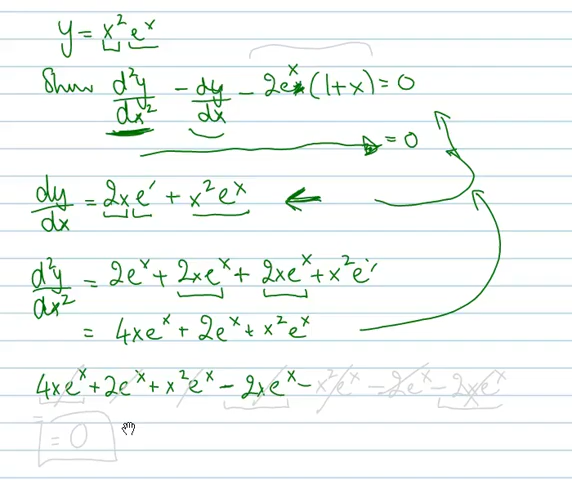 y = x²eˣ
Show d²y/dx² - dy/dx - 2eˣ(1+x) = 0
= 0
dy/dx = 2xeˣ + x²eˣ
d²y/dx² = 2eˣ + 2xeˣ + 2xeˣ + x²eˣ
= 4xeˣ + 2eˣ + x²eˣ
4xeˣ + 2eˣ + x²eˣ - 2xeˣ - x²eˣ - 2eˣ - 2xeˣ
= 0